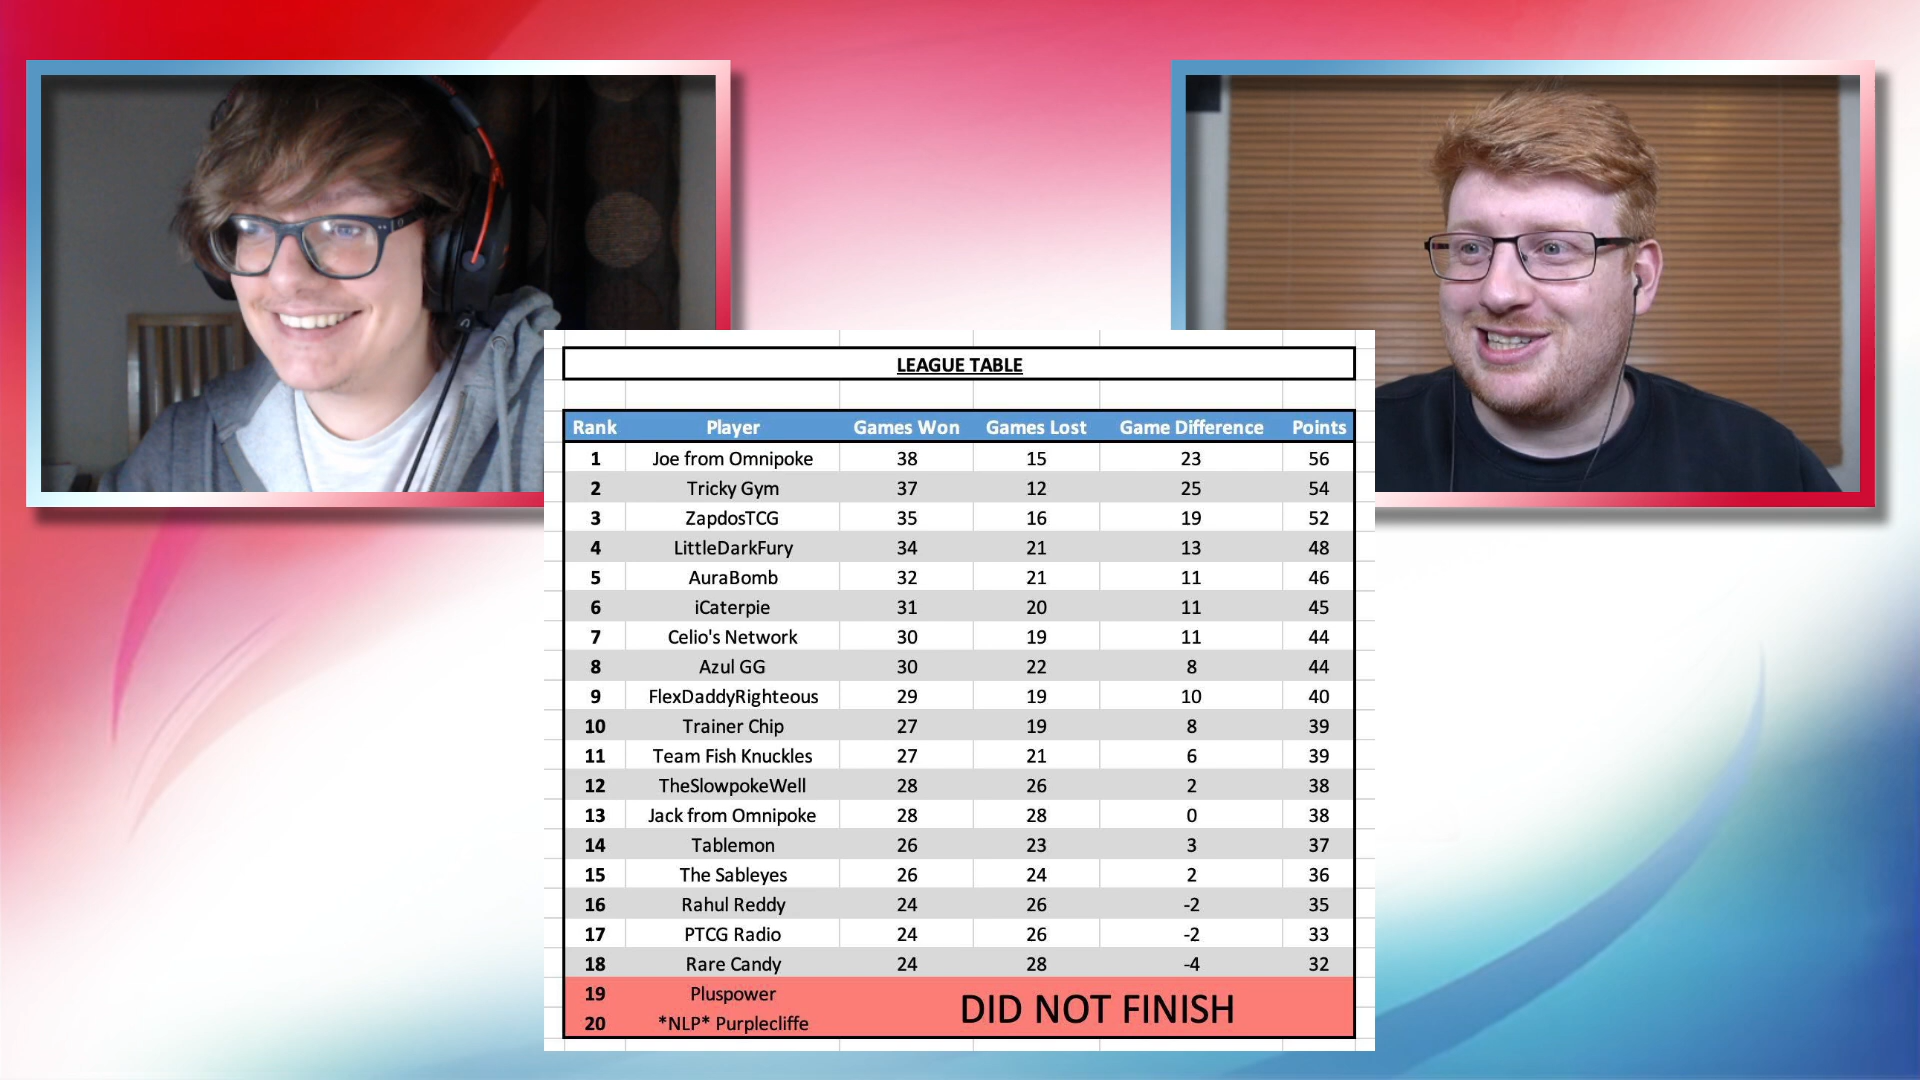 LEAGUE TABLE
Rank Player Games Won Games Lost Game Difference Points
1 Joe from Omnipoke 38 15 23 56
2 Tricky Gym 37 12 25 54
3 ZapdosTCG 35 16 19 52
4 LittleDarkFury 34 21 13 48
5 AuraBomb 32 21 11 46
6 iCaterpie 31 20 11 45
7 Celio's Network 30 19 11 44
8 Azul GG 30 22 8 44
9 FlexDaddyRighteous 29 19 10 40
10 Trainer Chip 27 19 8 39
11 Team Fish Knuckles 27 21 6 39
12 TheSlowpokeWell 28 26 2 38
13 Jack from Omnipoke 28 28 0 38
14 Tablemon 26 23 3 37
15 The Sableyes 26 24 2 36
16 Rahul Reddy 24 26 -2 35
17 PTCG Radio 24 26 -2 33
18 Rare Candy 24 28 -4 32
19 Pluspower
DID NOT FINISH
20 *NLP* Purplecliffe